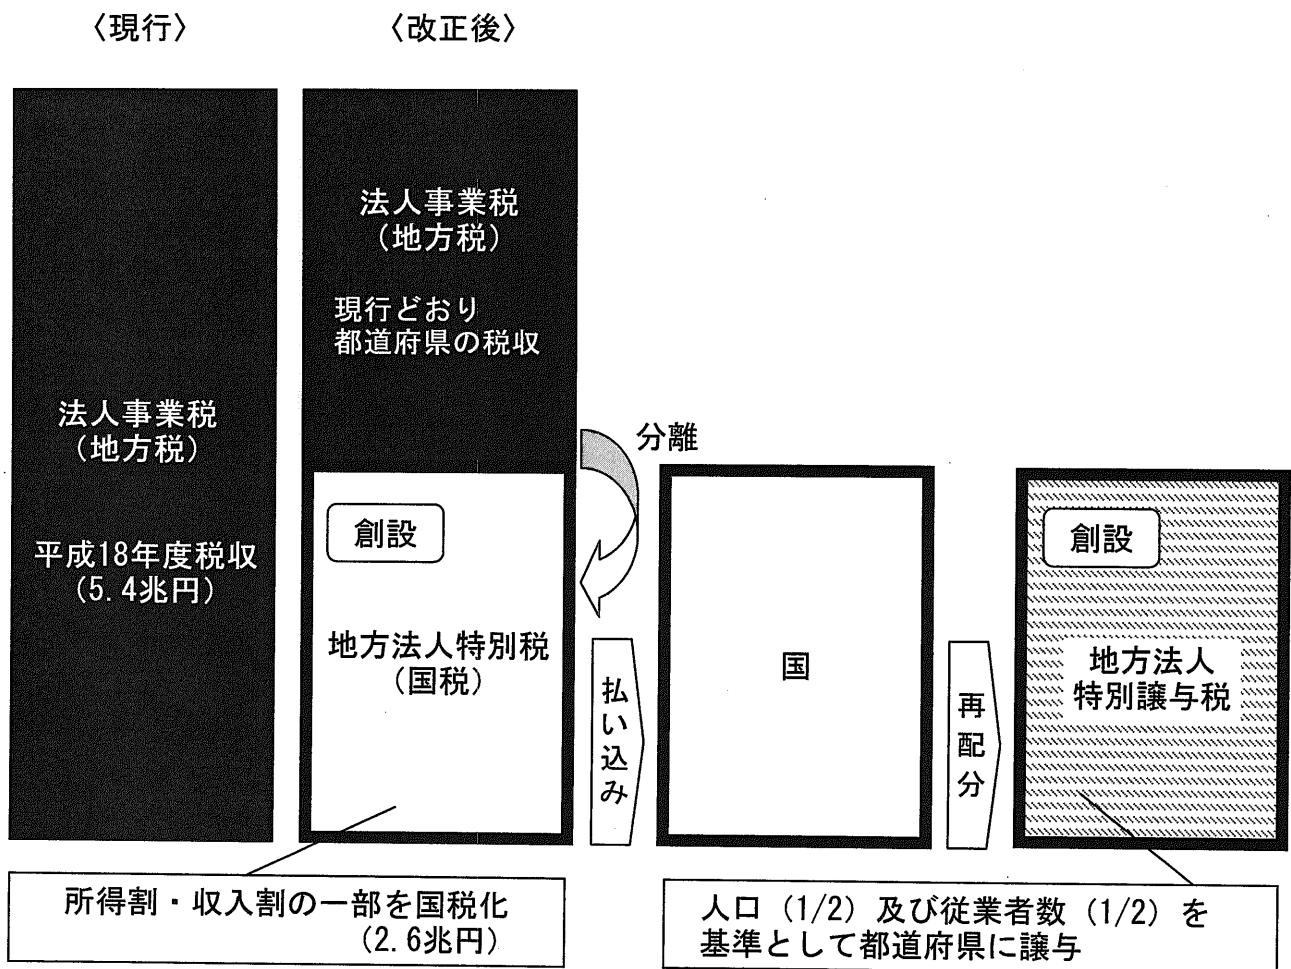 〈現行〉
〈改正後〉
法人事業税
(地方税)
平成18年度税収
(5.4兆円)
法人事業税
(地方税)
現行どおり
都道府県の税収
分離
創設
地方法人特別税
(国税)
払い込み
国
再配分
創設
地方法人
特別譲与税
所得割・収入割の一部を国税化
(2.6兆円)
人口(1/2)及び従業者数(1/2)を
基準として都道府県に譲与